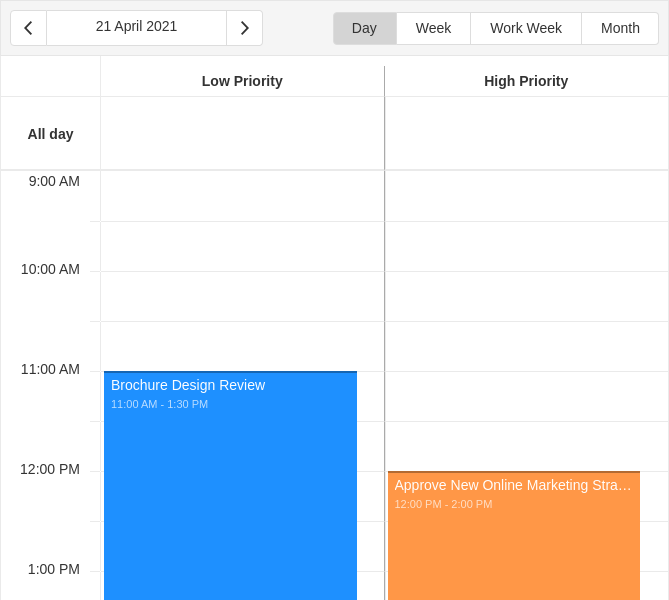 21 April 2021
Day Week Work Week Month
Low Priority High Priority
All day
9:00 AM
10:00 AM
11:00 AM
Brochure Design Review
11:00 AM - 1:30 PM
12:00 PM
Approve New Online Marketing Stra…
12:00 PM - 2:00 PM
1:00 PM